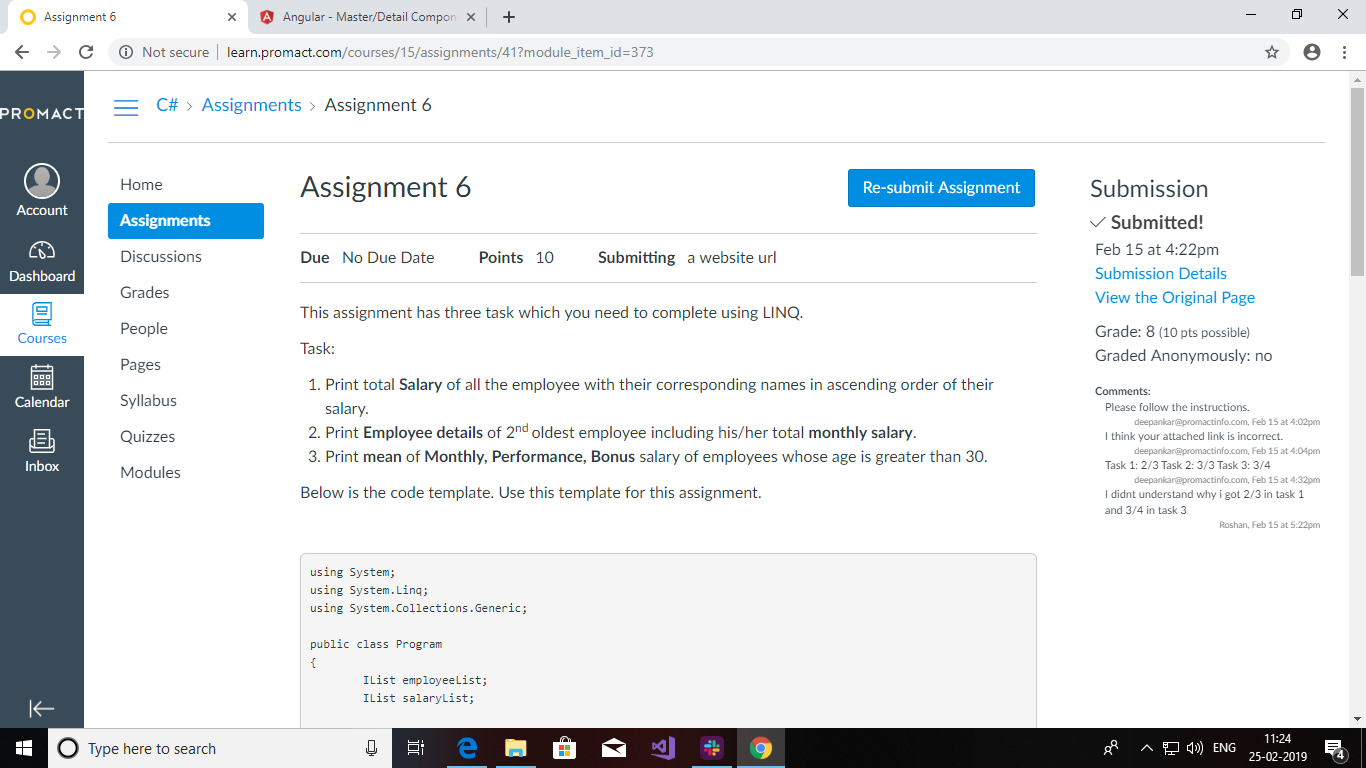 Assignment 6
Angular - Master/Detail Compon
Not secure
learn.promact.com/courses/15/assignments/41?module_item_id=373
PROMACT
Account
Dashboard
Courses
Calendar
Inbox
C# > Assignments > Assignment 6
Home
Assignments
Discussions
Grades
People
Pages
Syllabus
Quizzes
Modules
Assignment 6
Re-submit Assignment
Due No Due Date Points 10 Submitting a website url
This assignment has three task which you need to complete using LINQ.
Task:
1. Print total Salary of all the employee with their corresponding names in ascending order of their
salary.
2. Print Employee details of 2nd oldest employee including his/her total monthly salary.
3. Print mean of Monthly, Performance, Bonus salary of employees whose age is greater than 30.
Below is the code template. Use this template for this assignment.
using System;
using System.Linq;
using System.Collections.Generic;
public class Program
{
IList employeeList;
IList salaryList;
Submission
Submitted!
Feb 15 at 4:22pm
Submission Details
View the Original Page
Grade: 8 (10 pts possible)
Graded Anonymously: no
Comments:
Please follow the instructions.
deepankar@promactinfo.com, Feb 15 at 4:02pm
I think your attached link is incorrect.
deepankar@promactinfo.com, Feb 15 at 4:04pm
Task 1: 2/3 Task 2: 3/3 Task 3: 3/4
deepankar@promactinfo.com, Feb 15 at 4:32pm
I didnt understand why i got 2/3 in task 1
and 3/4 in task 3
Roshan, Feb 15 at 5:22pm
Type here to search
ENG
11:24
25-02-2019
4